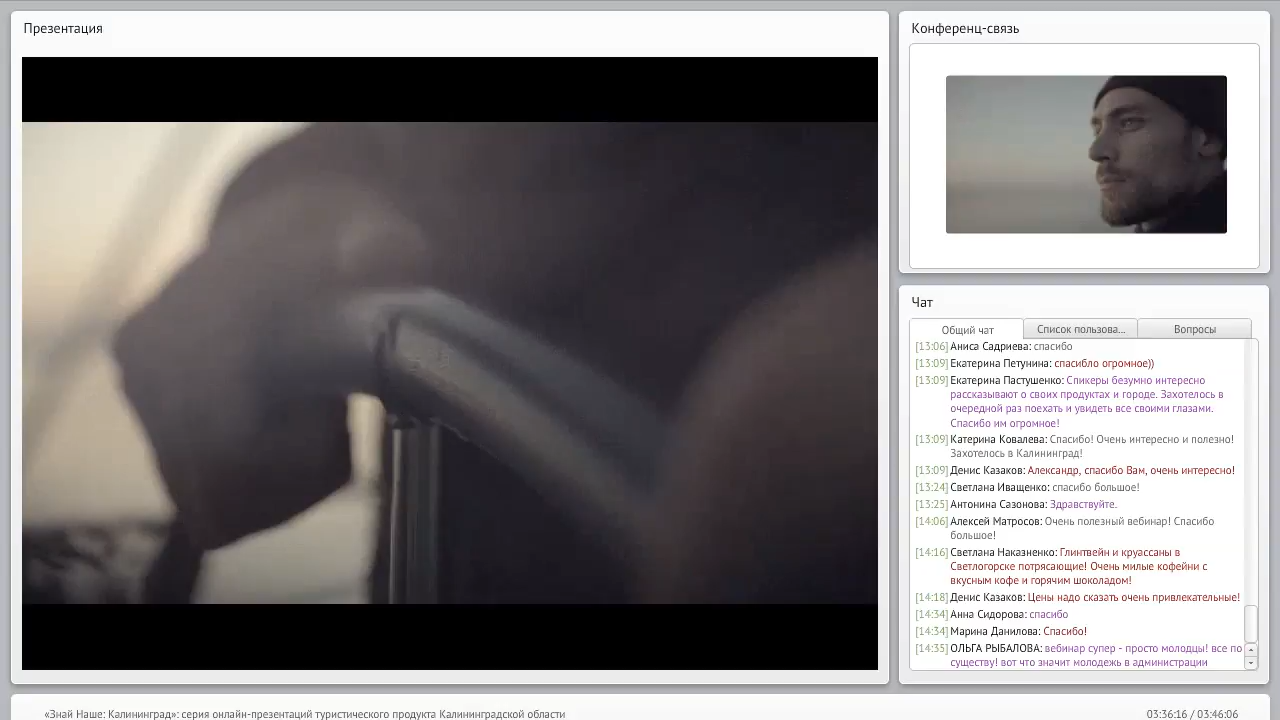 Презентация
Конференц-связь
Чат
Общий чат
Список пользова...
Вопросы
[13:06] Аниса Садриева: спасибо
[13:09] Екатерина Петунина: спасибло огромное))
[13:09] Екатерина Пастушенко: Спикеры безумно интересно
рассказывают о своих продуктах и городе. Захотелось в
очередной раз поехать и увидеть все своими глазами.
Спасибо им огромное!
[13:09] Катерина Ковалева: Спасибо! Очень интересно и полезно!
Захотелось в Калининград!
[13:09] Денис Казаков: Александр, спасибо Вам, очень интересно!
[13:24] Светлана Иващенко: спасибо большое!
[13:25] Антонина Сазонова: Здравствуйте.
[14:06] Алексей Матросов: Очень полезный вебинар! Спасибо
большое!
[14:16] Светлана Наказненко: Глинтвейн и круассаны в
Светлогорске потрясающие! Очень милые кофейни с
вкусным кофе и горячим шоколадом!
[14:18] Денис Казаков: Цены надо сказать очень привлекательные!
[14:34] Анна Сидорова: спасибо
[14:34] Марина Данилова: Спасибо!
[14:35] ОЛЬГА РЫБАЛОВА: вебинар супер - просто молодцы! все по
существу! вот что значит молодежь в администрации
«Знай Наше: Калининград»: серия онлайн-презентаций туристического продукта Калининградской области
03:36:16 / 03:46:06